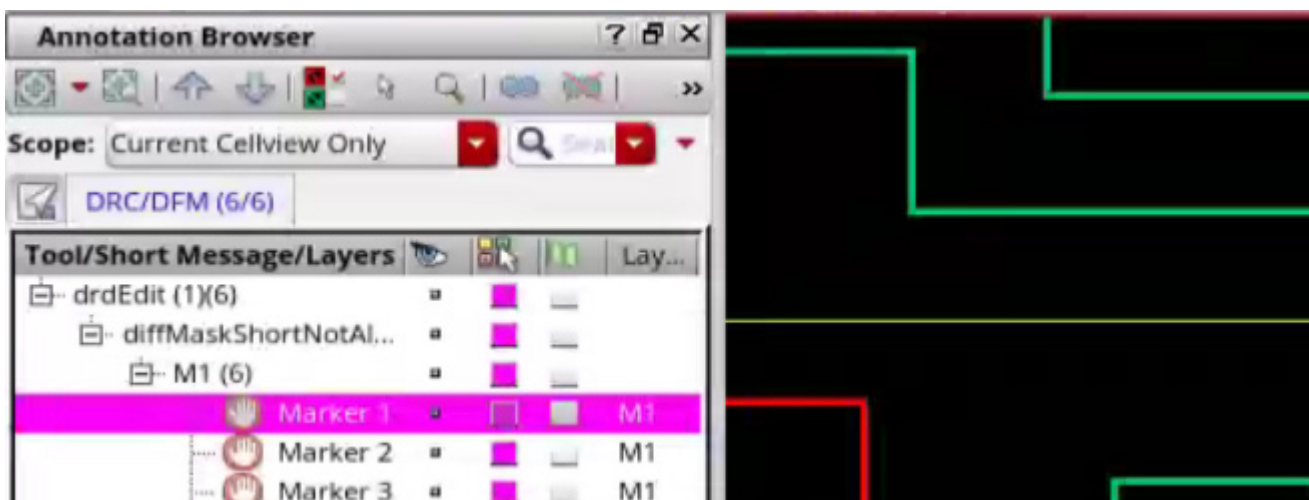 Annotation Browser
Scope: Current Cellview Only
DRC/DFM (6/6)
Tool/Short Message/Layers Lay...
drdEdit (1)(6)
diffMaskShortNotAl...
M1 (6)
Marker 1 M1
Marker 2 M1
Marker 3 M1